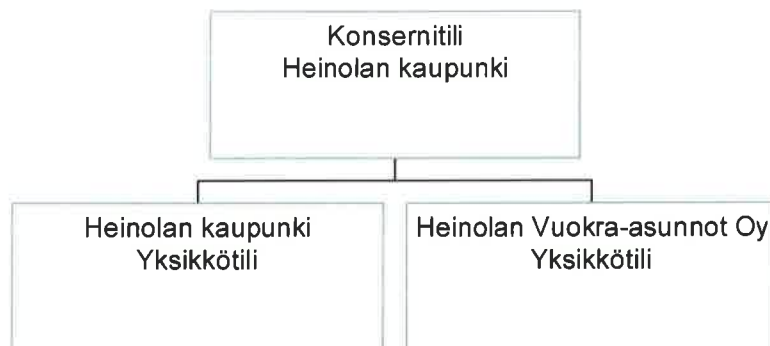 Konsernitili
Heinolan kaupunki
Heinolan kaupunki
Yksikkötili
Heinolan Vuokra-asunnot Oy
Yksikkötili